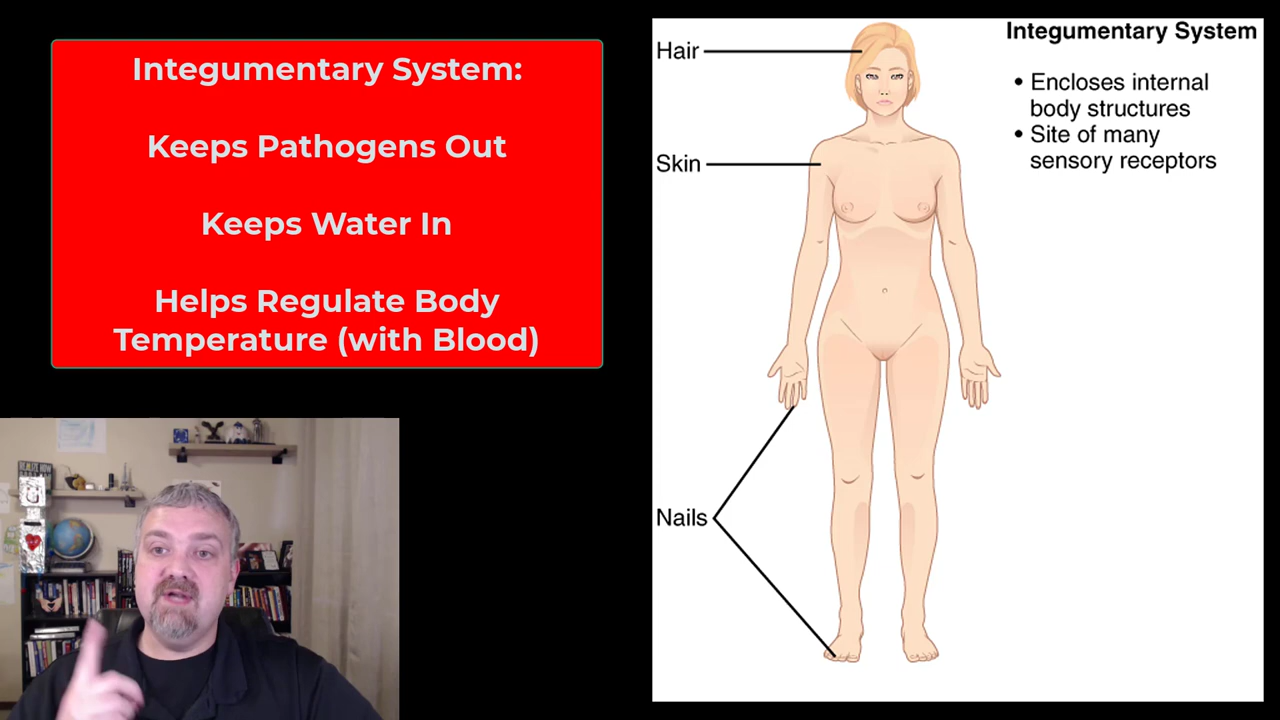 Integumentary System:
Keeps Pathogens Out
Keeps Water In
Helps Regulate Body
Temperature (with Blood)
Integumentary System
• Encloses internal
body structures
• Site of many
sensory receptors
Hair
Skin
Nails